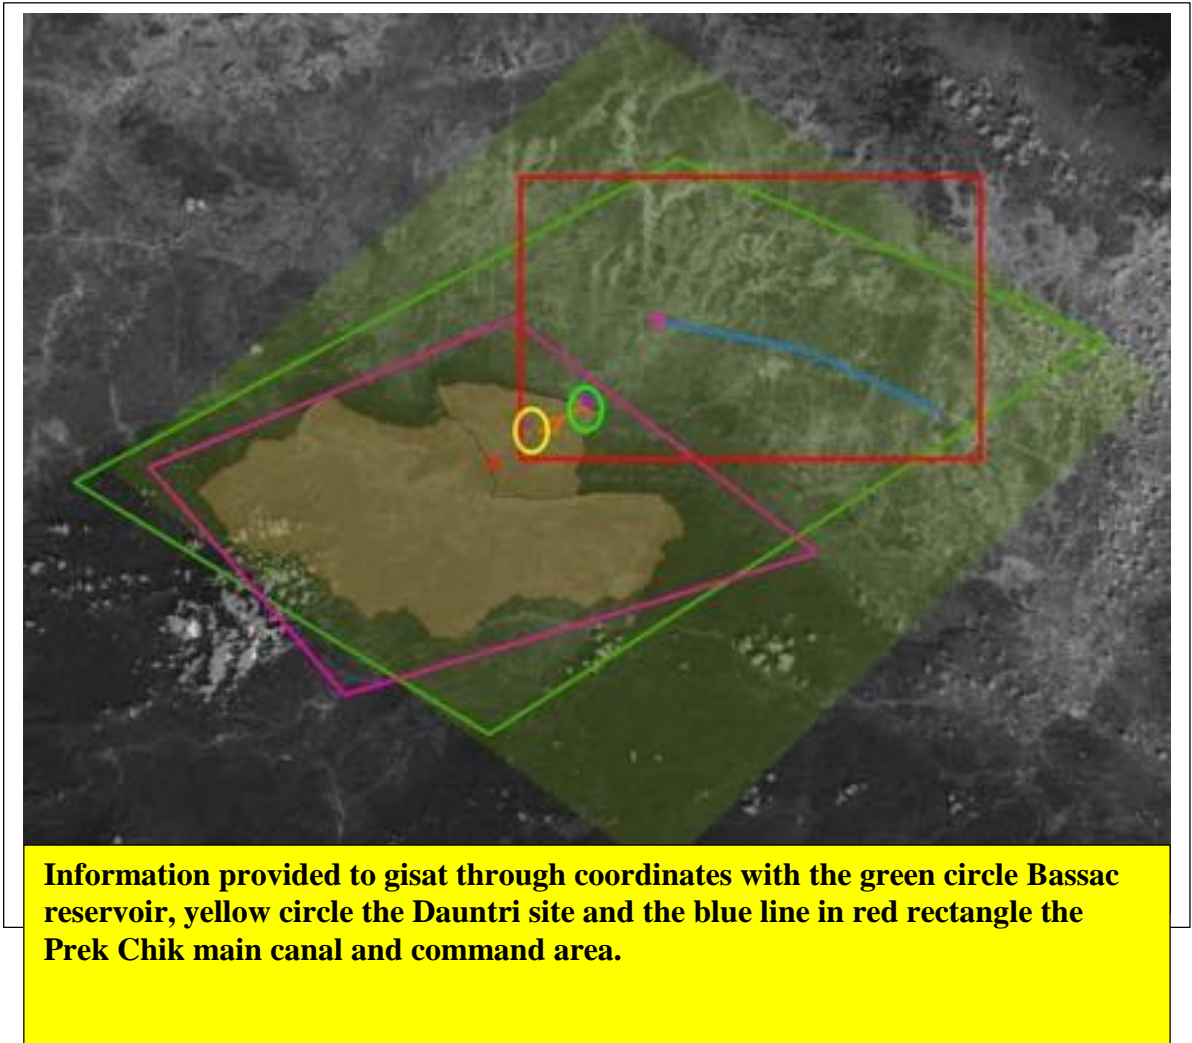 Information provided to gisat through coordinates with the green circle Bassac
reservoir, yellow circle the Dauntri site and the blue line in red rectangle the
Prek Chik main canal and command area.